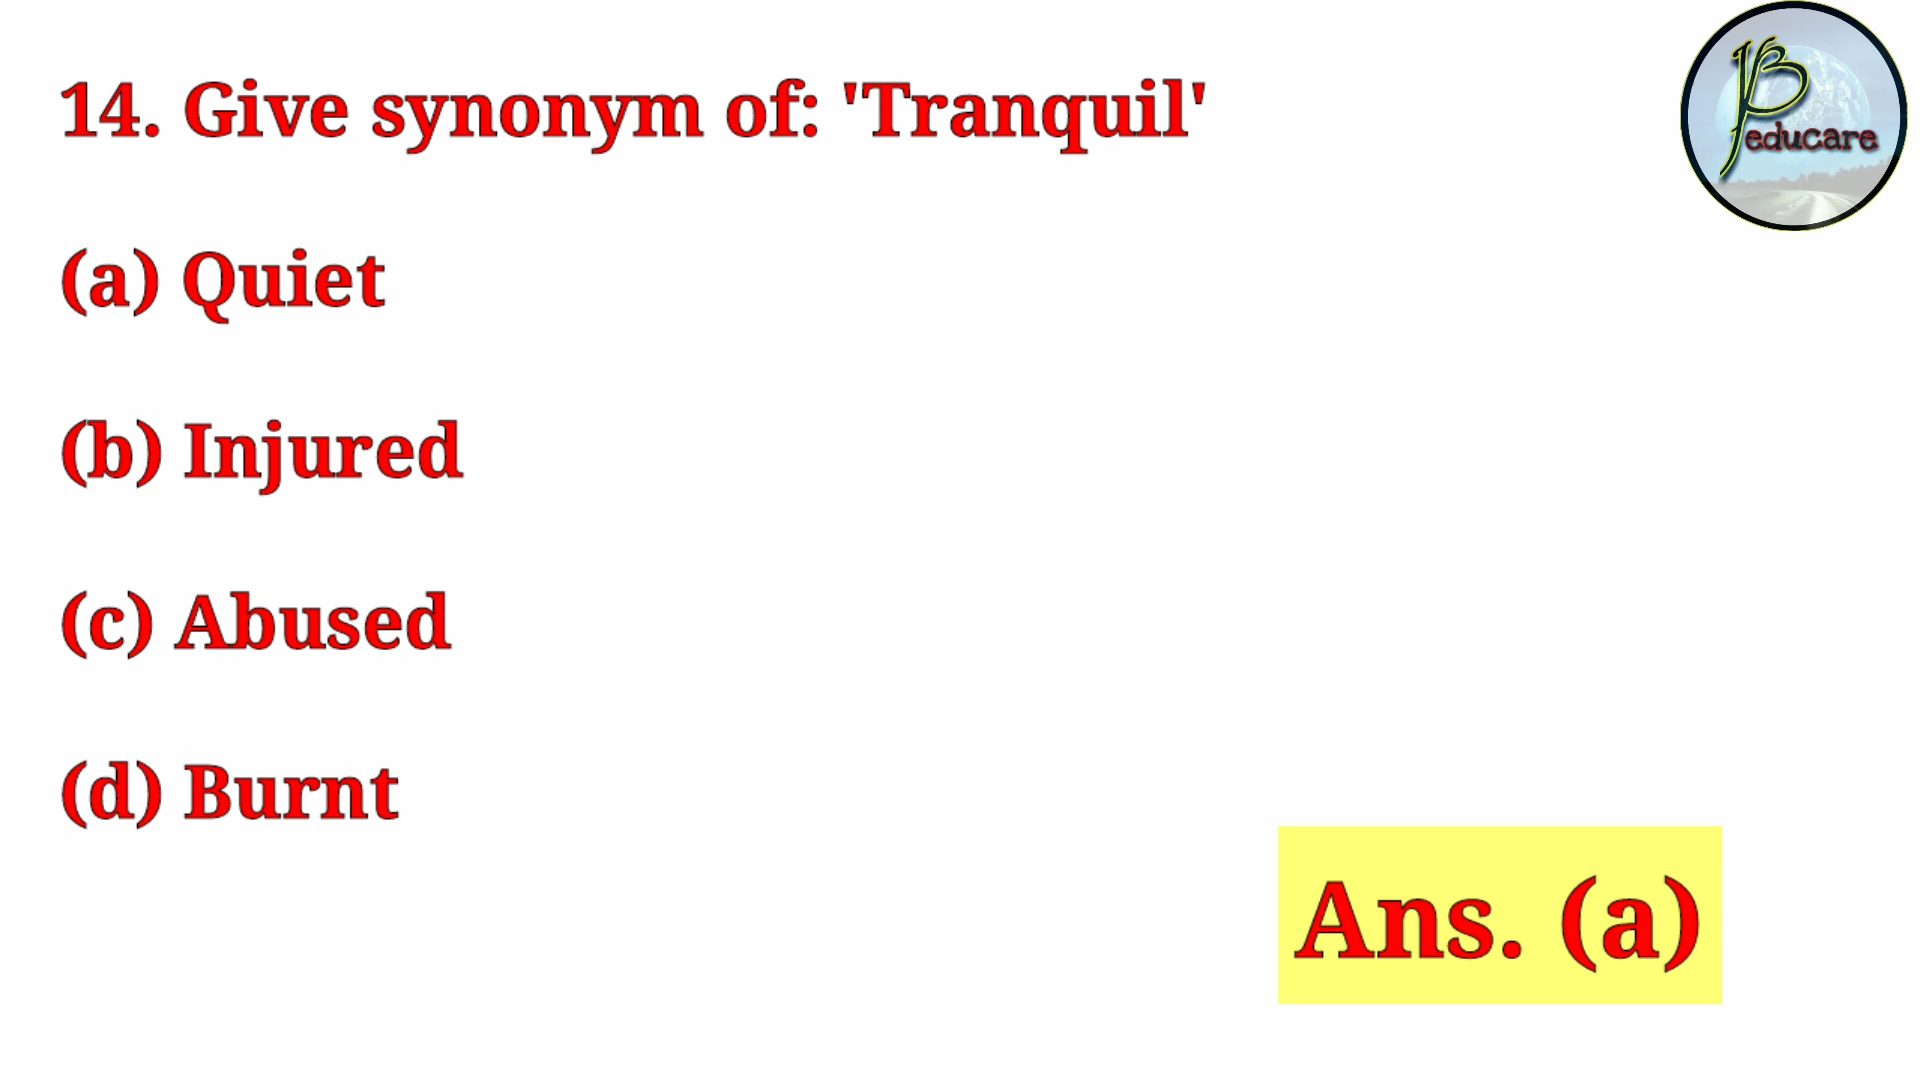 14. Give synonym of: 'Tranquil'
(a) Quiet
(b) Injured
(c) Abused
(d) Burnt
Ans. (a)
educare